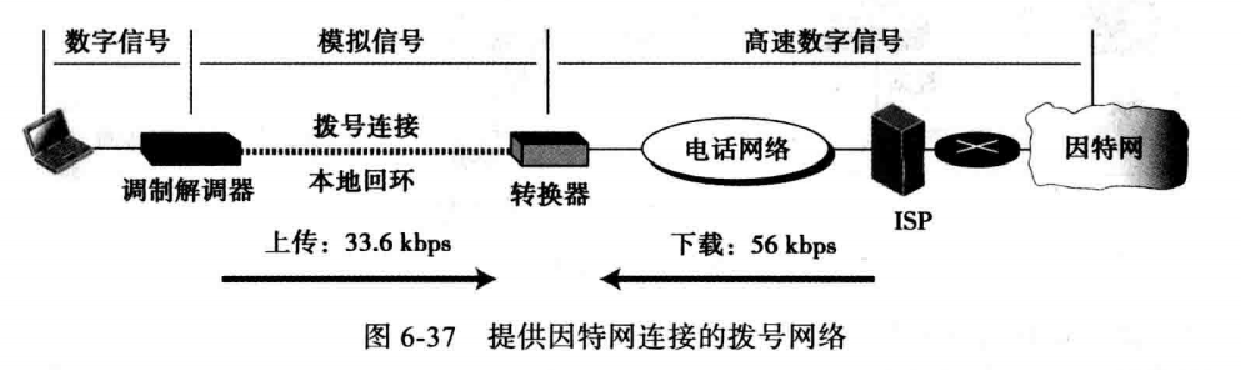 数字信号 模拟信号 高速数字信号
拨号连接
电话网络 因特网
本地回环
调制解调器 转换器
ISP
上传：33.6 kbps 下载：56 kbps
图 6-37 提供因特网连接的拨号网络